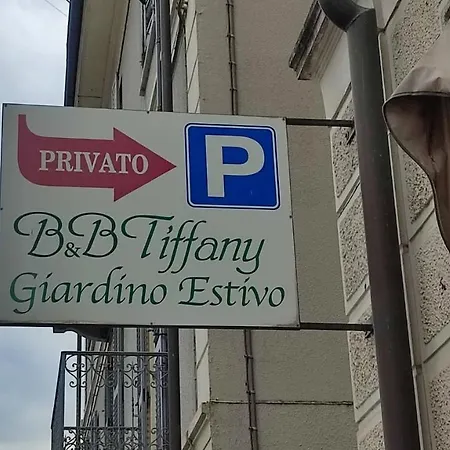 PRIVATO P
B&B Tiffany
Giardino Estivo